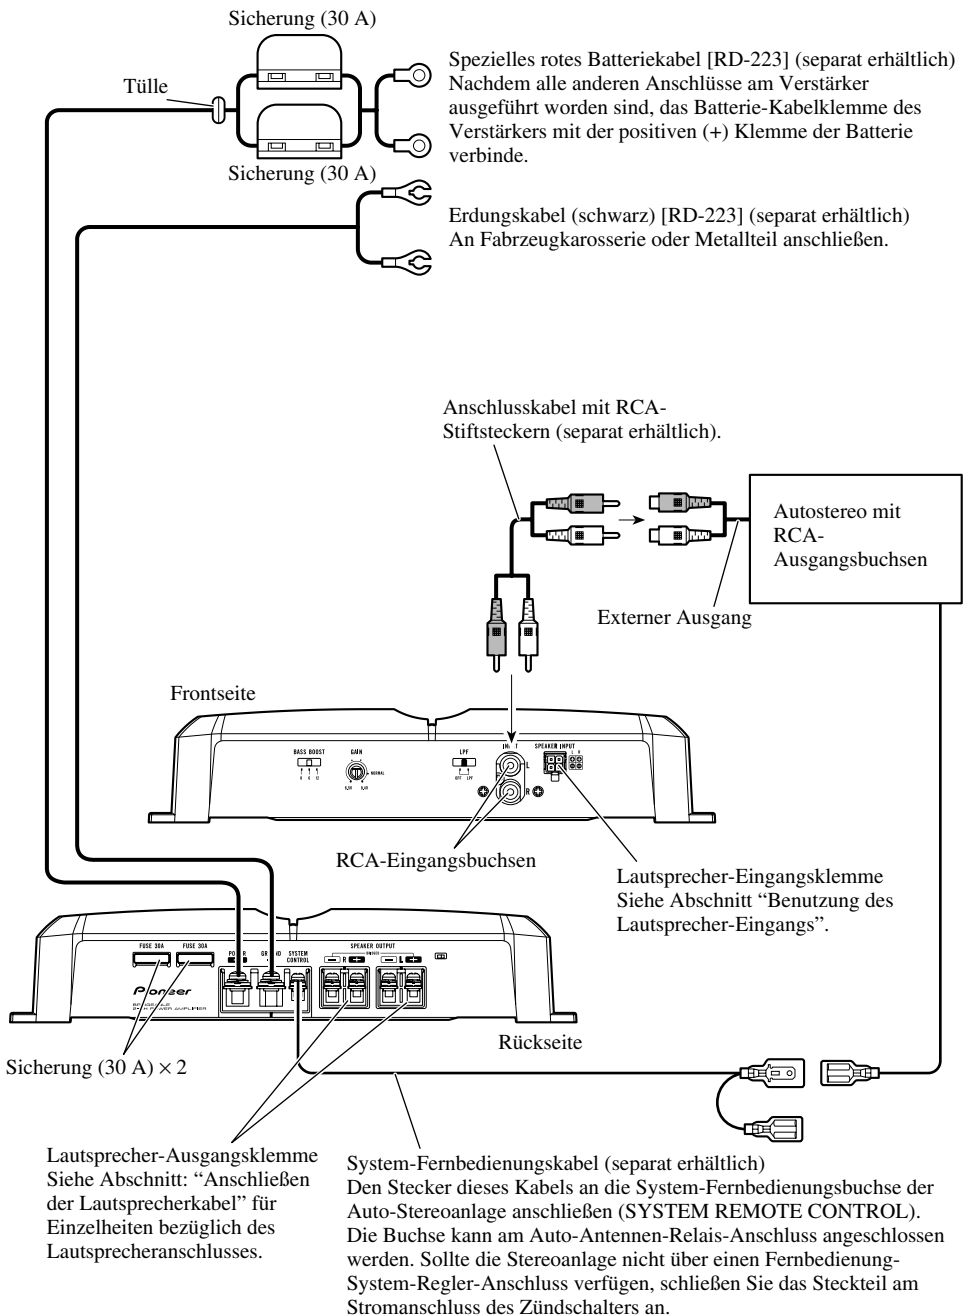 Sicherung (30 A)
Tülle
Sicherung (30 A)
Spezielles rotes Batteriekabel [RD-223] (separat erhältlich)
Nachdem alle anderen Anschlüsse am Verstärker
ausgeführt worden sind, das Batterie-Kabelklemme des
Verstärkers mit der positiven (+) Klemme der Batterie
verbinde.
Erdungskabel (schwarz) [RD-223] (separat erhältlich)
An Fabrzeugkarosserie oder Metallteil anschließen.
Anschlusskabel mit RCA-
Stiftsteckern (separat erhältlich).
Autostereo mit
RCA-
Ausgangsbuchsen
Externer Ausgang
Frontseite
BASS BOOST
GAIN
NORMAL
LPF
OFF LPF
INPUT
L
R
SPEAKER INPUT
RCA-Eingangsbuchsen
Lautsprecher-Eingangsklemme
Siehe Abschnitt “Benutzung des
Lautsprecher-Eingangs”.
FUSE 30A
FUSE 30A
POWER
GROUND
SYSTEM
CONTROL
SPEAKER OUTPUT
R
L
Pioneer
BRIDGEABLE
POWER AMPLIFIER
Rückseite
Sicherung (30 A) × 2
Lautsprecher-Ausgangsklemme
Siehe Abschnitt: “Anschließen
der Lautsprecherkabel” für
Einzelheiten bezüglich des
Lautsprecheranschlusses.
System-Fernbedienungskabel (separat erhältlich)
Den Stecker dieses Kabels an die System-Fernbedienungsbuchse der
Auto-Stereoanlage anschließen (SYSTEM REMOTE CONTROL).
Die Buchse kann am Auto-Antennen-Relais-Anschluss angeschlossen
werden. Sollte die Stereoanlage nicht über einen Fernbedienung-
System-Regler-Anschluss verfügen, schließen Sie das Steckteil am
Stromanschluss des Zündschalters an.